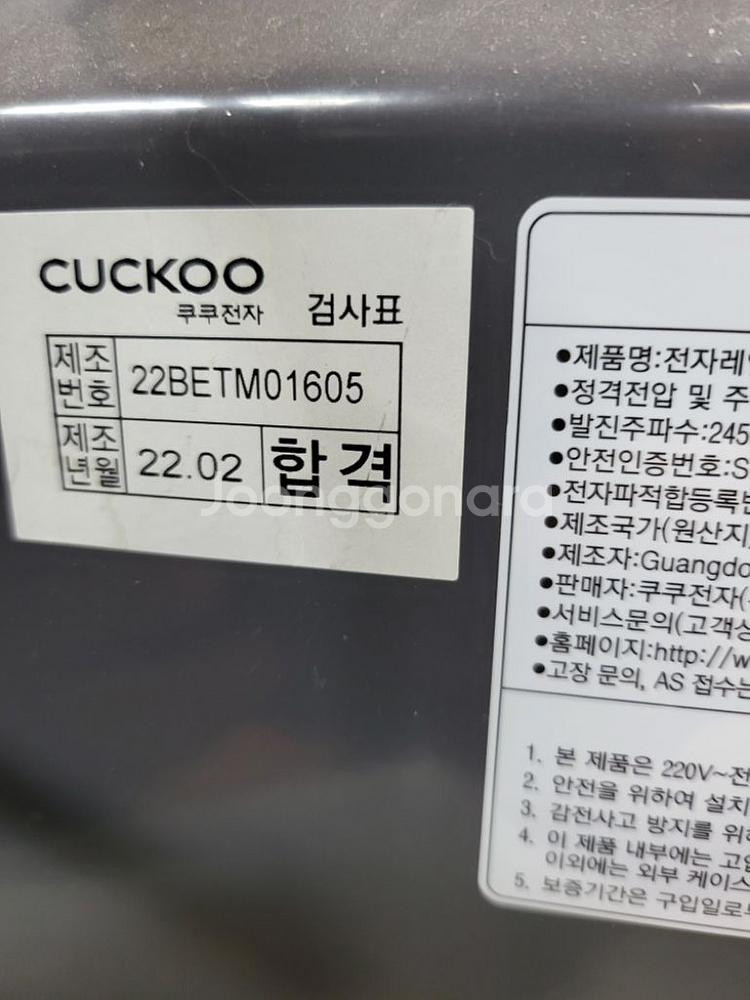 CUCKOO
쿠쿠전자 검사표
제조번호 22BETM01605
제조년월 22.02 합격
Joonggonara
●제품명:전자레
●정격전압 및 주
●발진주파수:245
●안전인증번호:S
●전자파적합등록번
●제조국가(원산지
●제조자:Guangdo
●판매자:쿠쿠전자(
●서비스문의(고객상
●홈페이지:http://w
●고장 문의, AS 접수는
1. 본 제품은 220V~전
2. 안전을 위하여 설치
3. 감전사고 방지를 위
4. 이 제품 내부에는 고압
이외에는 외부 케이스
5. 보증기간은 구입일로